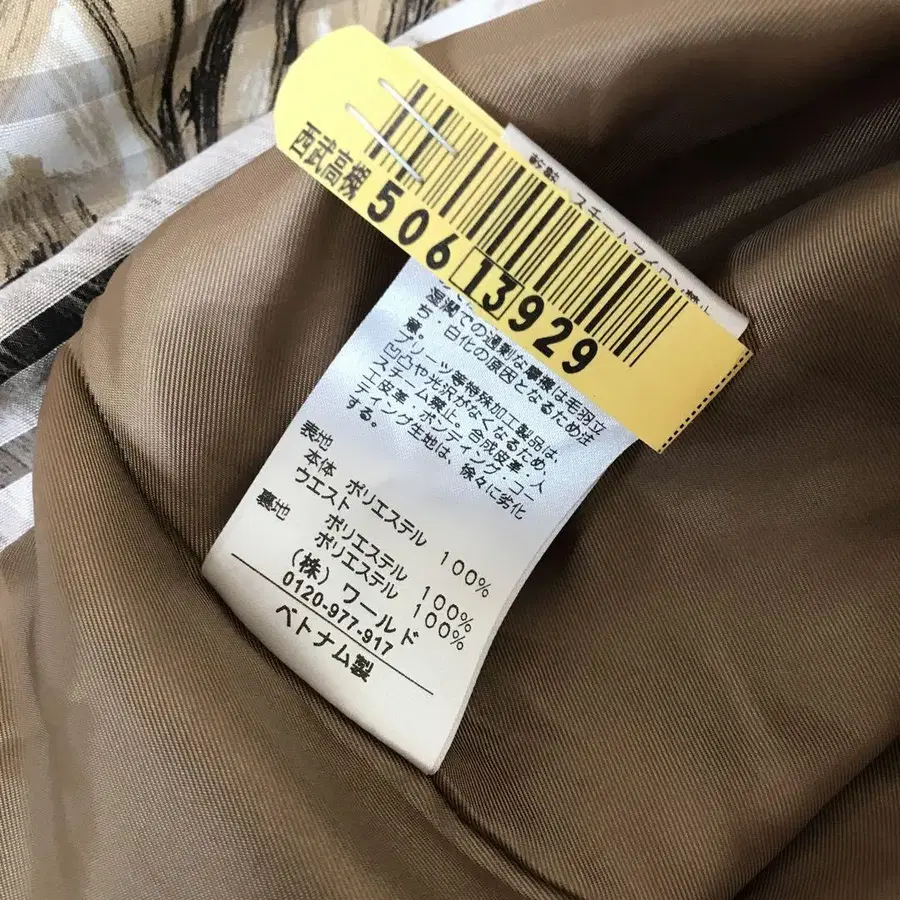 西武高機
506 13929
スチームアイロン禁止
湿潤での過剰な摩擦は毛羽立
ち・白化の原因となるため注
意。
プリーツ等特殊加工製品は、
凹凸や光沢がなくなるため、
スチーム禁止。合成皮革・人
工皮革・ボンディング・コー
ティング生地は、徐々に劣化
する。
表地
本体 ポリエステル 100%
ウエスト ポリエステル 100%
裏地 ポリエステル 100%
(株)ワールド
0120-977-917
ベトナム製